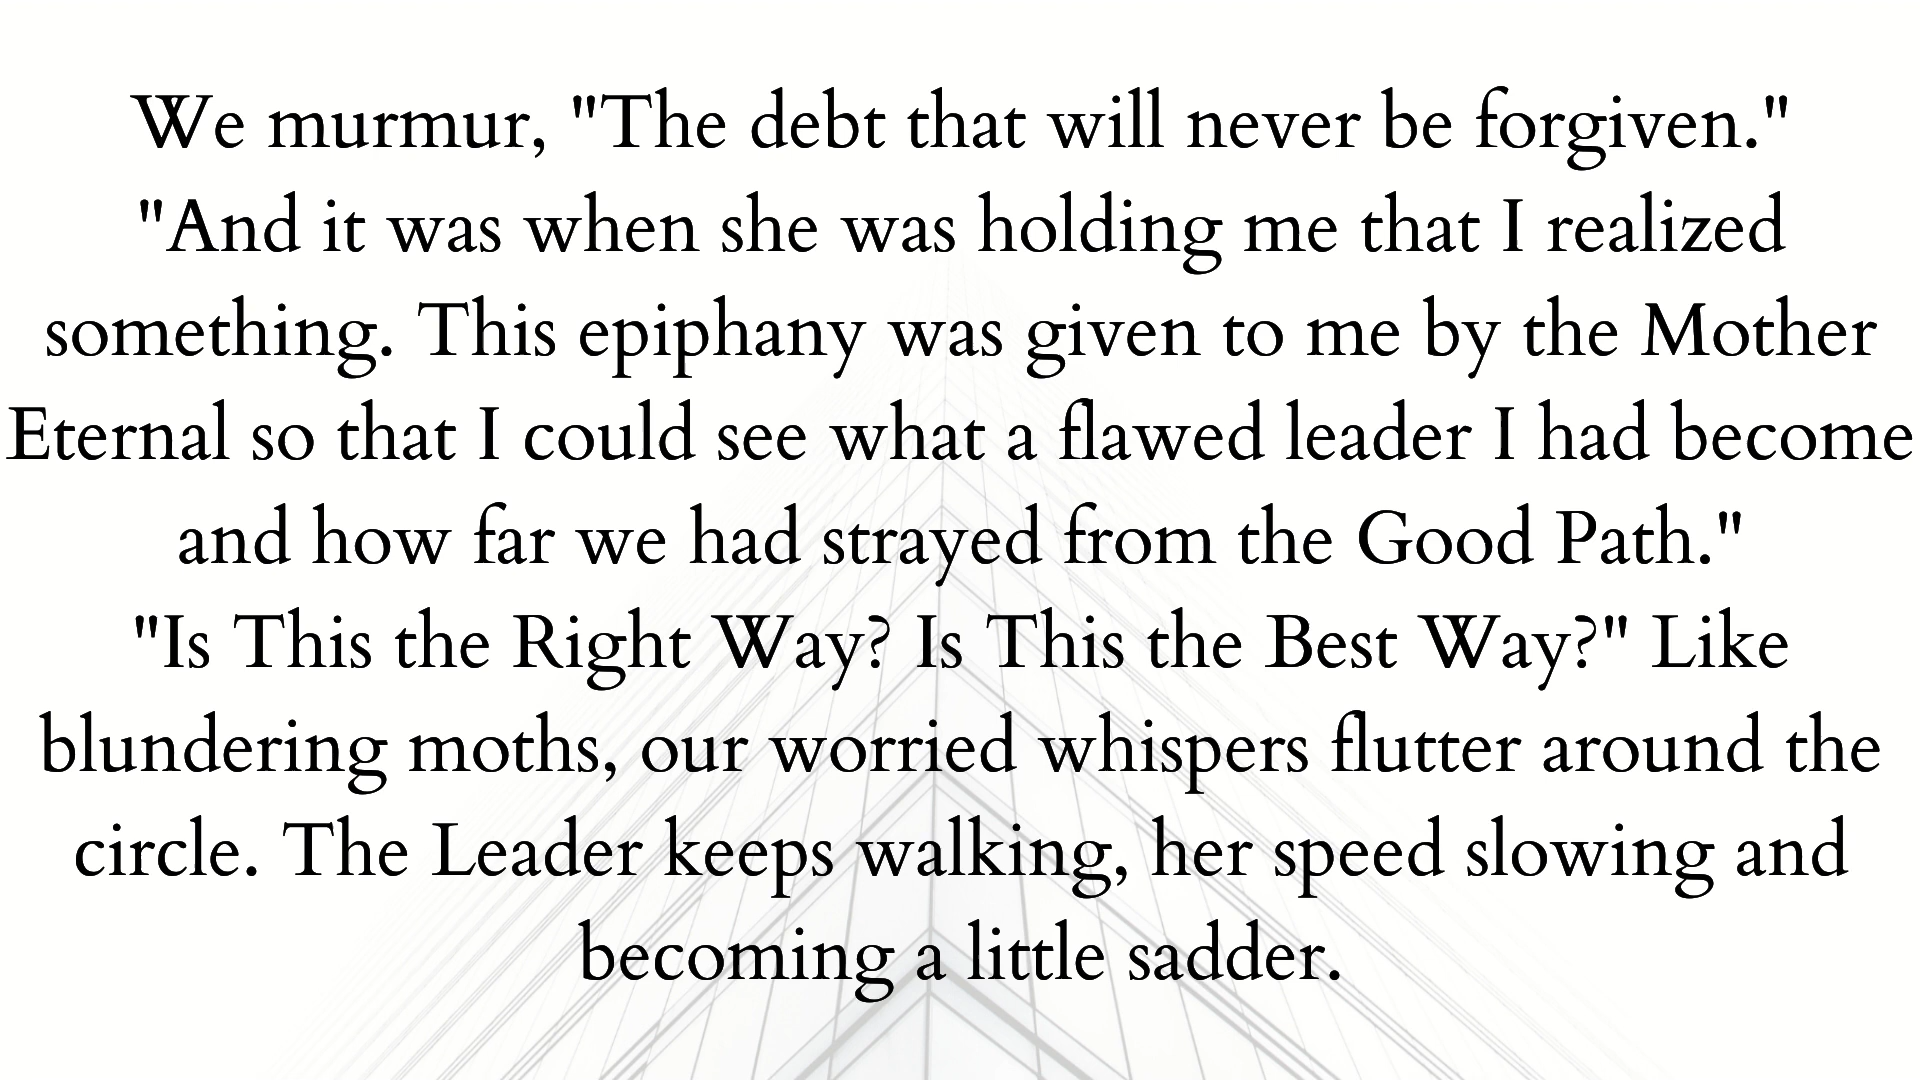 We murmur, "The debt that will never be forgiven."
"And it was when she was holding me that I realized
something. This epiphany was given to me by the Mother
Eternal so that I could see what a flawed leader I had become
and how far we had strayed from the Good Path."
"Is This the Right Way? Is This the Best Way?" Like
blundering moths, our worried whispers flutter around the
circle. The Leader keeps walking, her speed slowing and
becoming a little sadder.